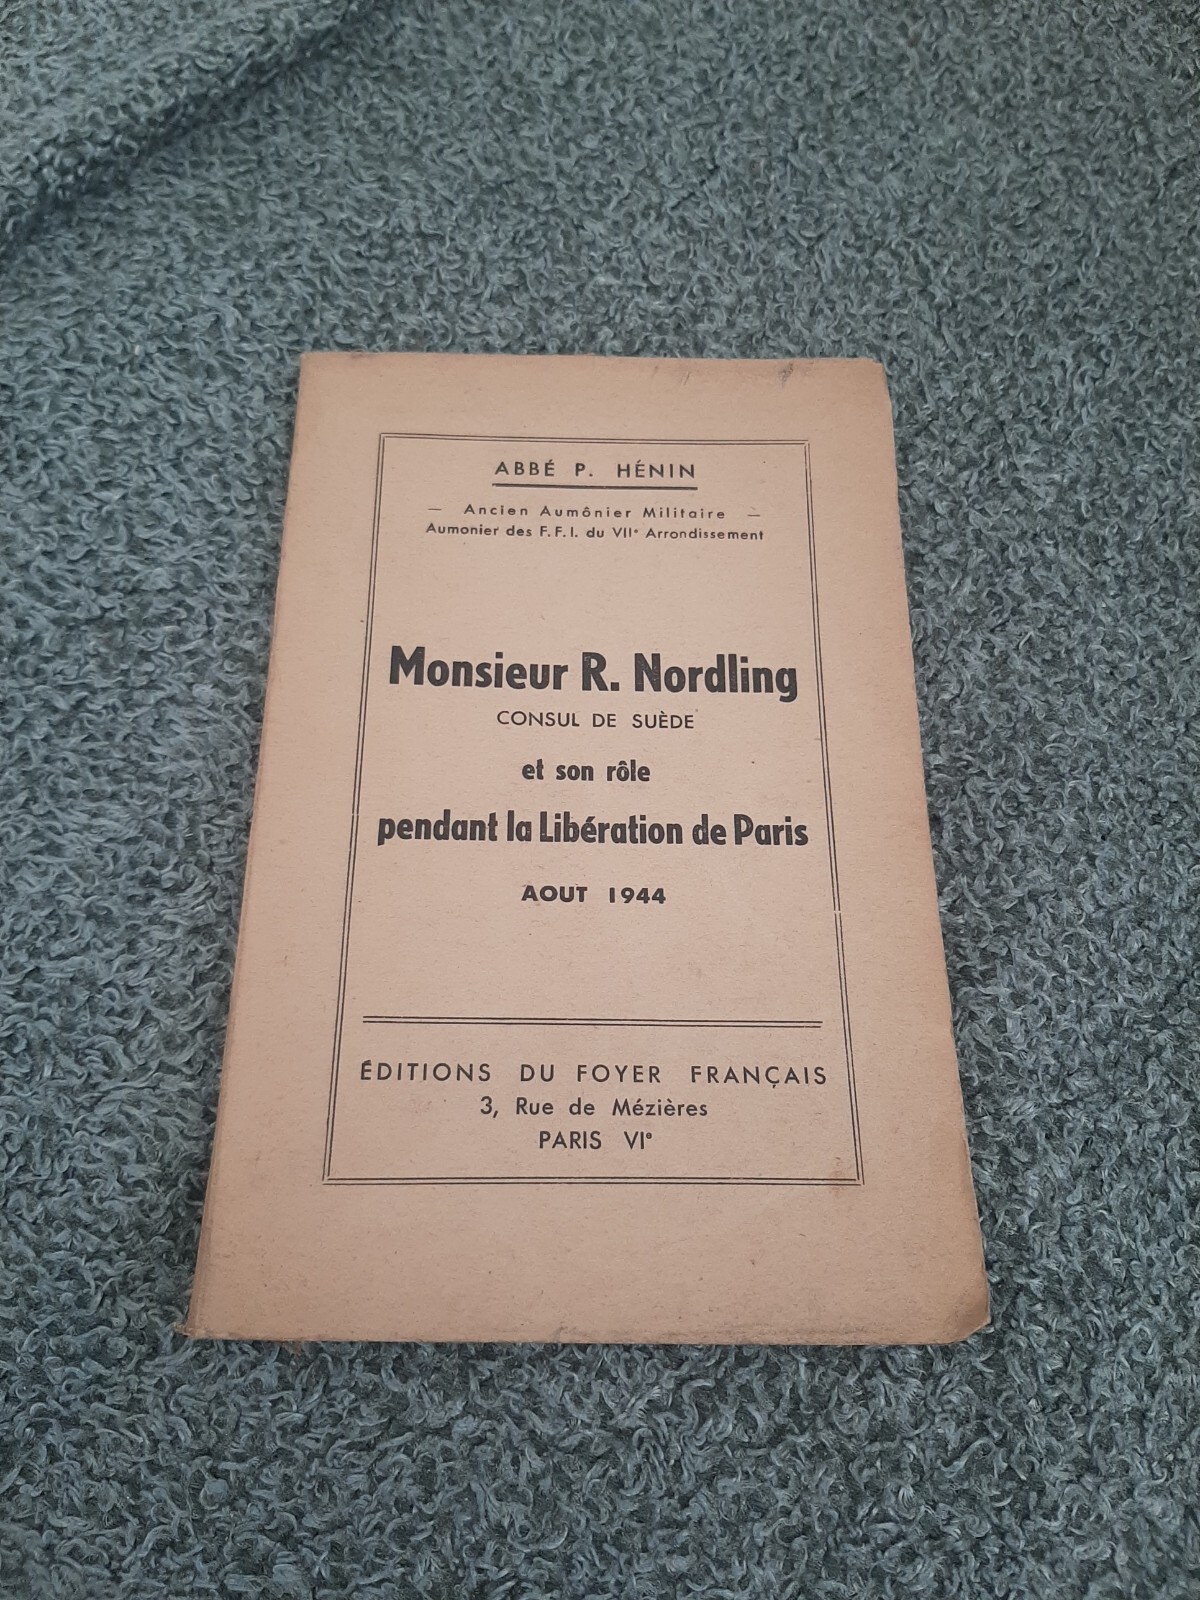 ABBÉ P. HÉNIN
— Ancien Aumônier Militaire —
Aumonier des F.F.I. du VIIe Arrondissement
Monsieur R. Nordling
CONSUL DE SUÈDE
et son rôle
pendant la Libération de Paris
AOUT 1944
ÉDITIONS DU FOYER FRANÇAIS
3, Rue de Mézières
PARIS VIe